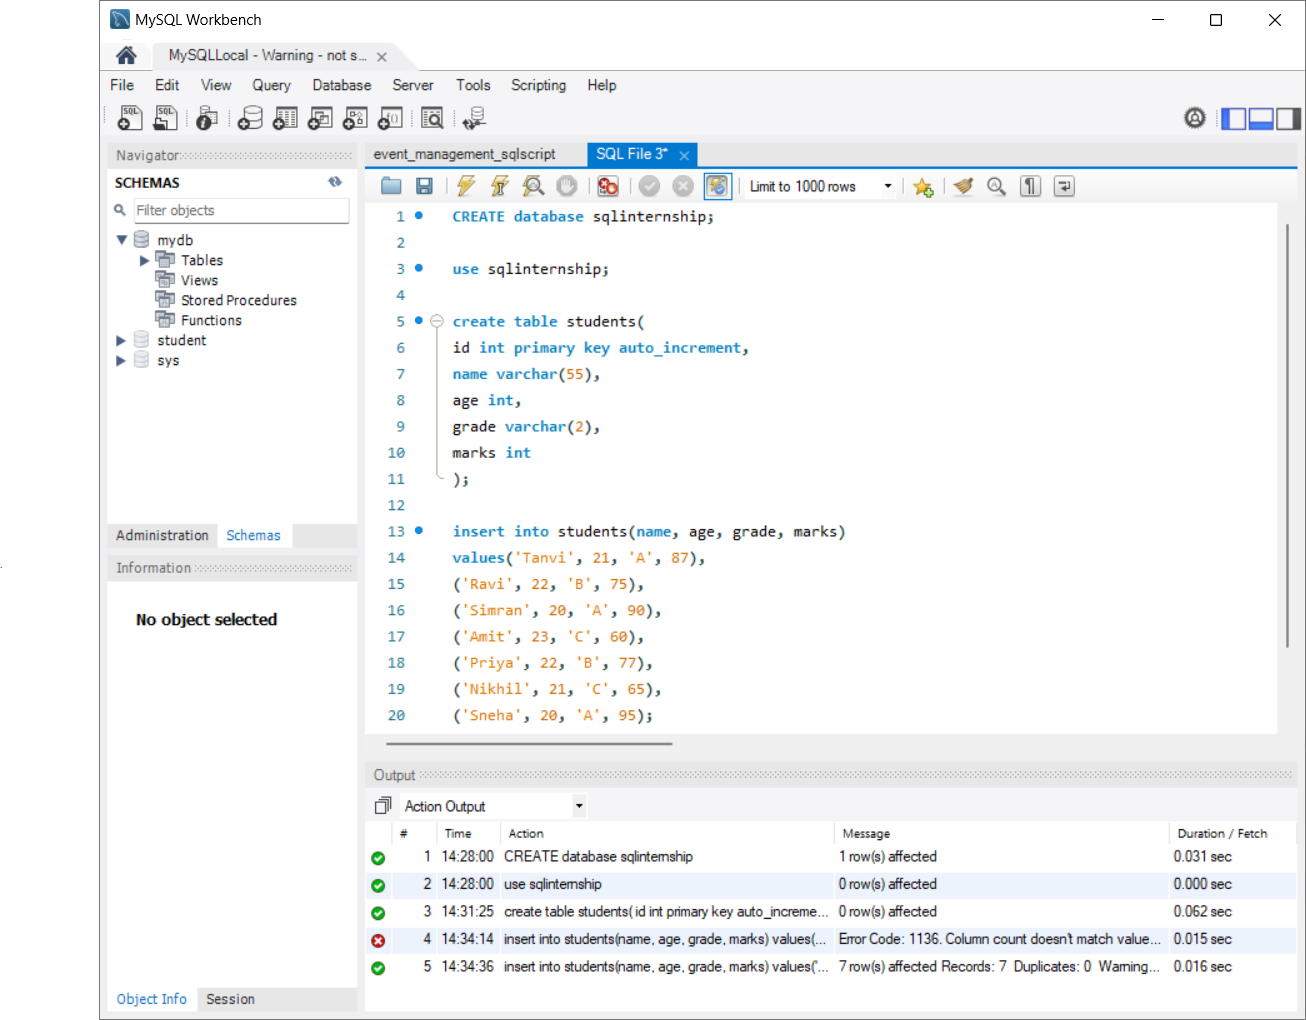 MySQL Workbench
MySQLLocal - Warning - not s...
File Edit View Query Database Server Tools Scripting Help
Navigator
SCHEMAS
Filter objects
mydb
Tables
Views
Stored Procedures
Functions
student
sys
Administration Schemas
Information
No object selected
Object Info Session
event_management_sqlscript SQL File 3*
Limit to 1000 rows
1 CREATE database sqlinternship;
2
3 use sqlinternship;
4
5 create table students(
6 id int primary key auto_increment,
7 name varchar(55),
8 age int,
9 grade varchar(2),
10 marks int
11 );
12
13 insert into students(name, age, grade, marks)
14 values('Tanvi', 21, 'A', 87),
15 ('Ravi', 22, 'B', 75),
16 ('Simran', 20, 'A', 90),
17 ('Amit', 23, 'C', 60),
18 ('Priya', 22, 'B', 77),
19 ('Nikhil', 21, 'C', 65),
20 ('Sneha', 20, 'A', 95);
Output
Action Output
# Time Action Message Duration / Fetch
1 14:28:00 CREATE database sqlinternship 1 row(s) affected 0.031 sec
2 14:28:00 use sqlinternship 0 row(s) affected 0.000 sec
3 14:31:25 create table students( id int primary key auto_increme... 0 row(s) affected 0.062 sec
4 14:34:14 insert into students(name, age, grade, marks) values(... Error Code: 1136. Column count doesn't match value... 0.015 sec
5 14:34:36 insert into students(name, age, grade, marks) values('... 7 row(s) affected Records: 7 Duplicates: 0 Warning... 0.016 sec